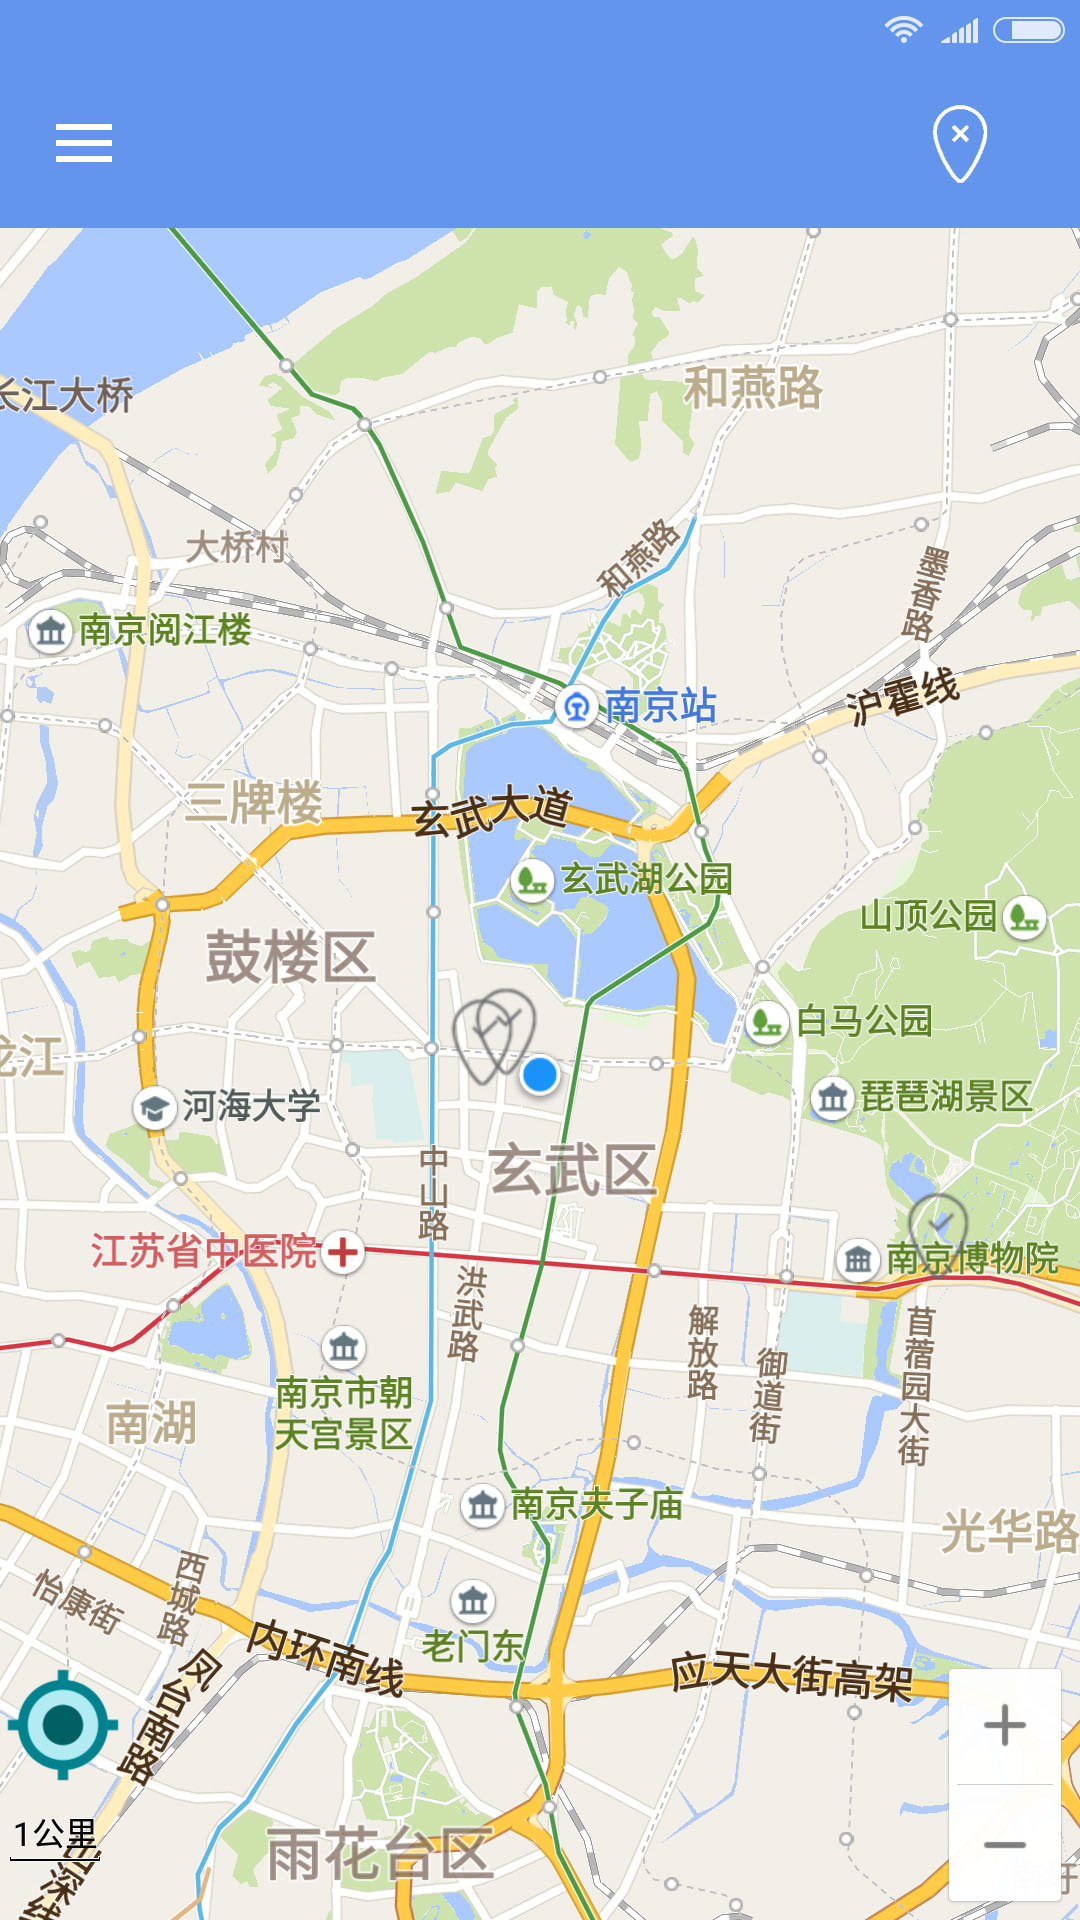 长江大桥
和燕路
大桥村
和燕路
墨香路
南京阅江楼
沪霍线
南京站
三牌楼
玄武大道
玄武湖公园
山顶公园
鼓楼区
白马公园
龙江
河海大学
琵琶湖景区
玄武区
中山路
江苏省中医院
南京博物院
洪武路
解放路
苜蓿园大街
御道街
南京市朝
天宫景区
南湖
南京夫子庙
光华路
西城路
怡康街
老门东
内环南线
应天大街高架
凤台南路
1公里
雨花台区